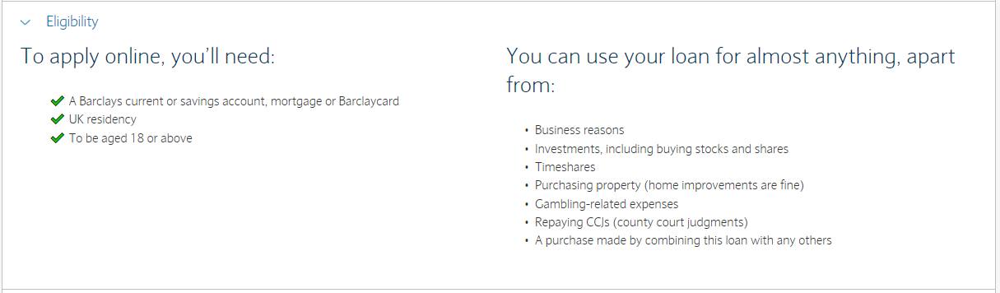 Eligibility
To apply online, you’ll need:
A Barclays current or savings account, mortgage or Barclaycard
UK residency
To be aged 18 or above
You can use your loan for almost anything, apart
from:
• Business reasons
• Investments, including buying stocks and shares
• Timeshares
• Purchasing property (home improvements are fine)
• Gambling-related expenses
• Repaying CCJs (county court judgments)
• A purchase made by combining this loan with any others